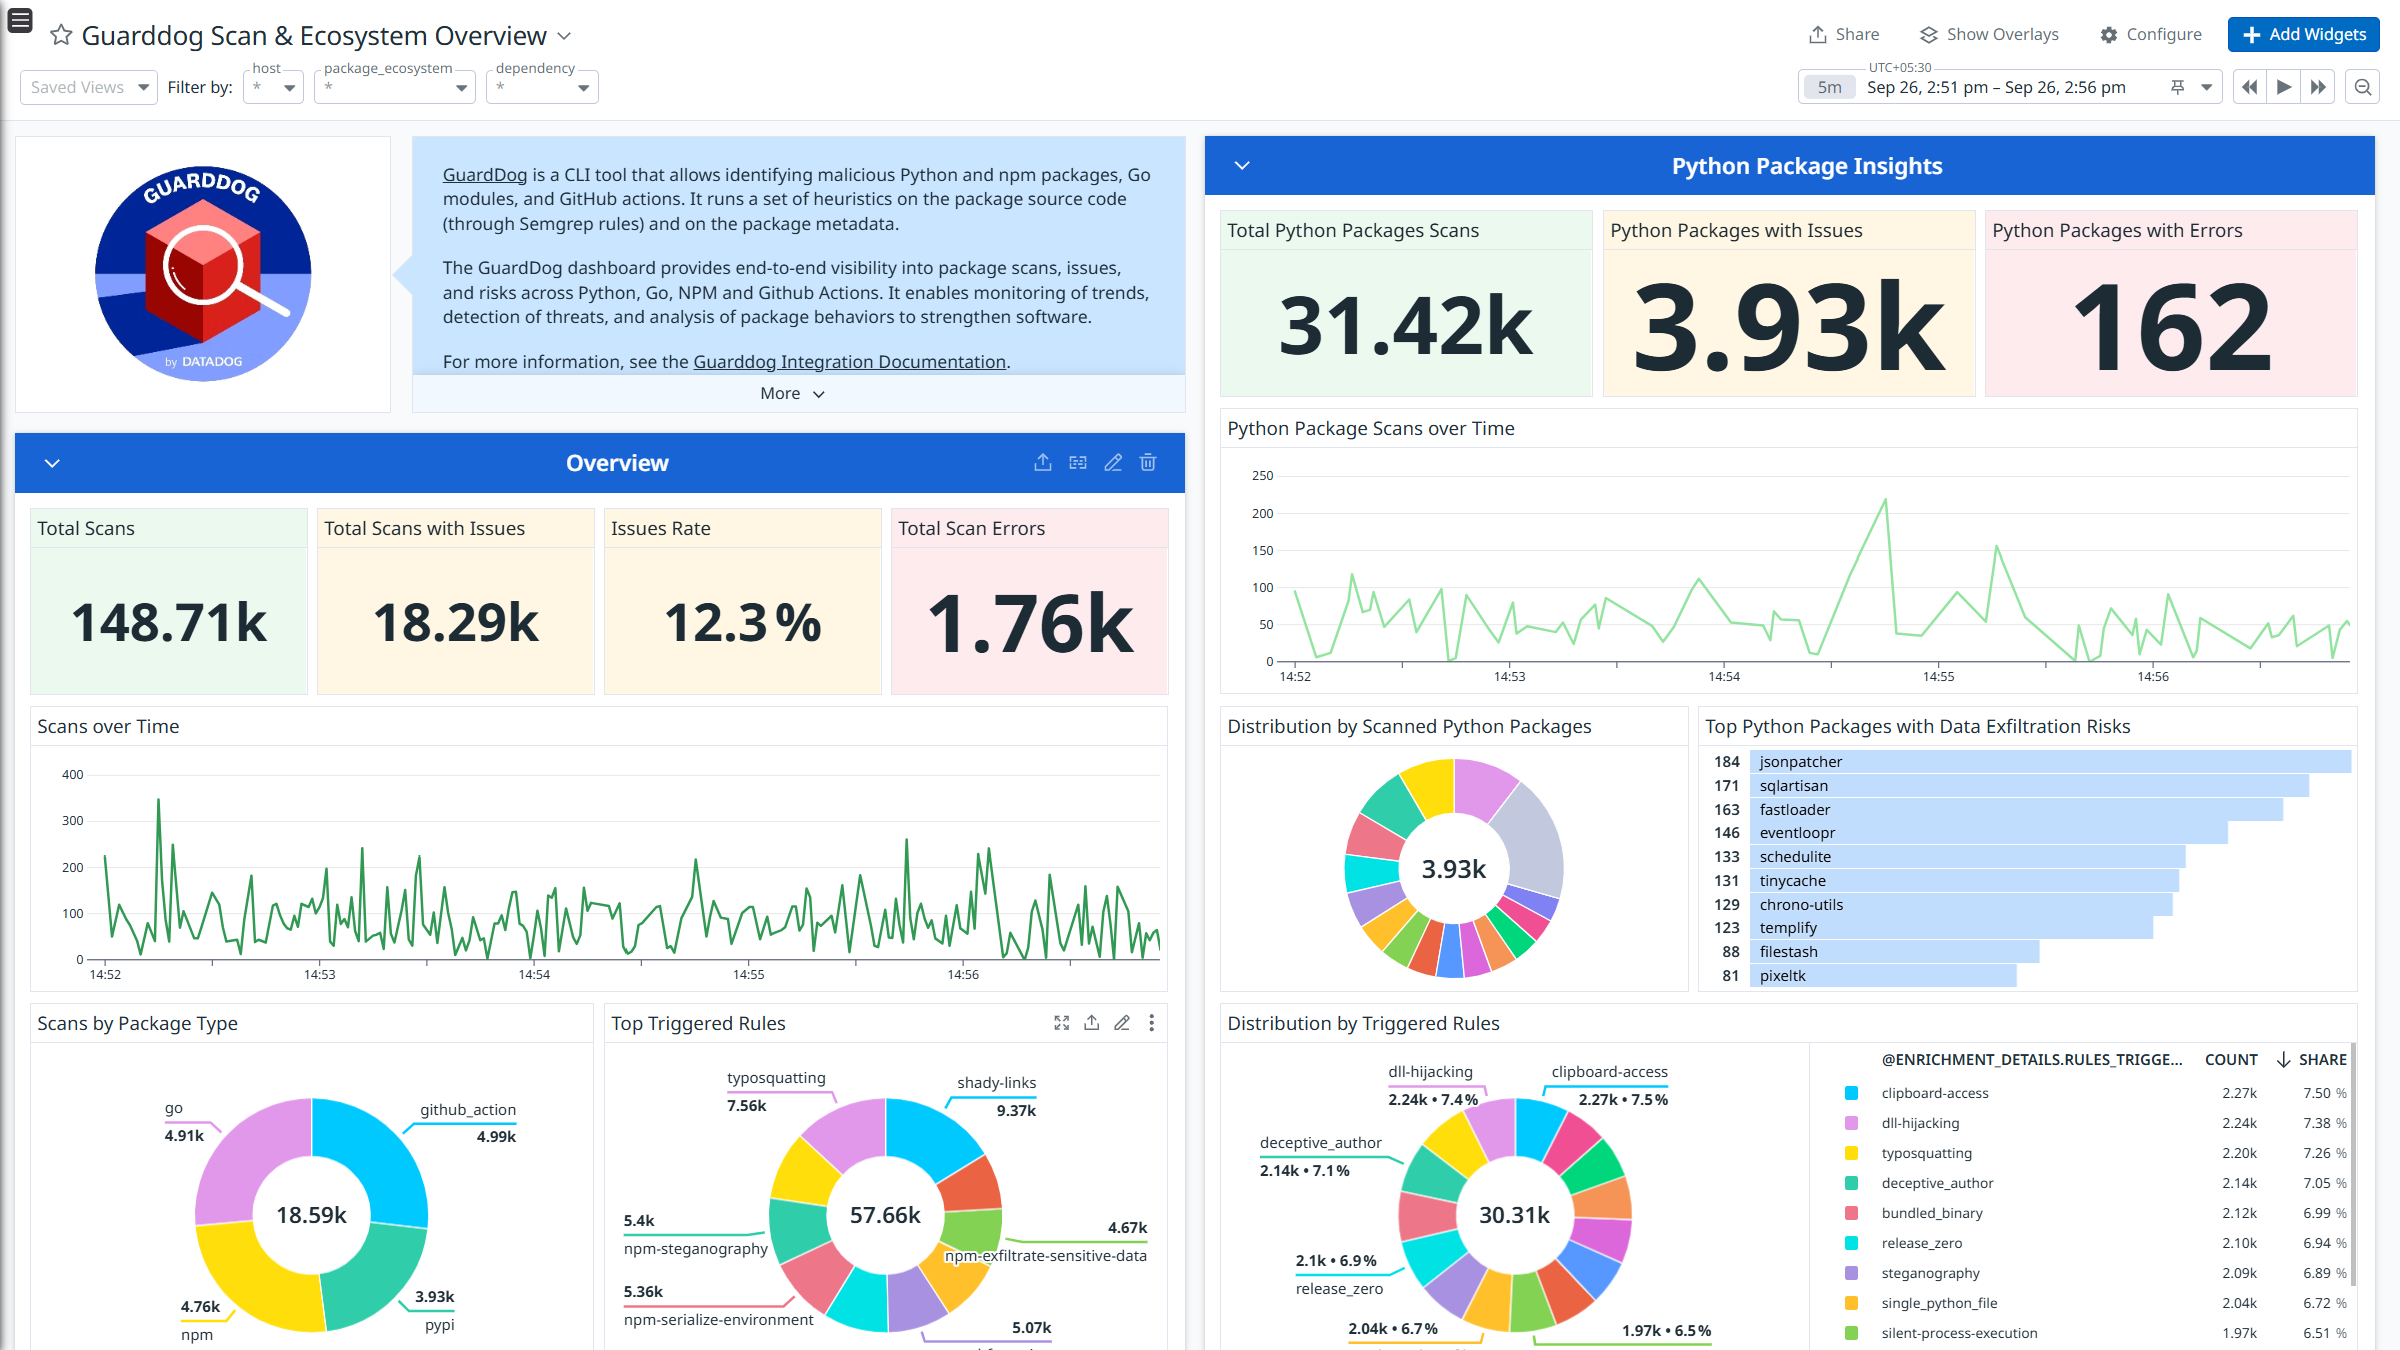 Guarddog Scan & Ecosystem Overview
Share
Show Overlays
Configure
Add Widgets
Saved Views
Filter by:
host
*
package_ecosystem
*
dependency
*
UTC+05:30
5m
Sep 26, 2:51 pm – Sep 26, 2:56 pm
GUARDDOG
by DATADOG
GuardDog is a CLI tool that allows identifying malicious Python and npm packages, Go
modules, and GitHub actions. It runs a set of heuristics on the package source code
(through Semgrep rules) and on the package metadata.
The GuardDog dashboard provides end-to-end visibility into package scans, issues,
and risks across Python, Go, NPM and Github Actions. It enables monitoring of trends,
detection of threats, and analysis of package behaviors to strengthen software.
For more information, see the Guarddog Integration Documentation.
More
Overview
Total Scans
148.71k
Total Scans with Issues
18.29k
Issues Rate
12.3 %
Total Scan Errors
1.76k
Scans over Time
400
300
200
100
0
14:52
14:53
14:54
14:55
14:56
Scans by Package Type
go
4.91k
github_action
4.99k
18.59k
4.76k
npm
3.93k
pypi
Top Triggered Rules
typosquatting
7.56k
shady-links
9.37k
57.66k
5.4k
npm-steganography
4.67k
npm-exfiltrate-sensitive-data
5.36k
npm-serialize-environment
5.07k
Python Package Insights
Total Python Packages Scans
31.42k
Python Packages with Issues
3.93k
Python Packages with Errors
162
Python Package Scans over Time
250
200
150
100
50
0
14:52
14:53
14:54
14:55
14:56
Distribution by Scanned Python Packages
3.93k
Top Python Packages with Data Exfiltration Risks
184 jsonpatcher
171 sqlartisan
163 fastloader
146 eventloopr
133 schedulite
131 tinycache
129 chrono-utils
123 templify
88 filestash
81 pixeltk
Distribution by Triggered Rules
dll-hijacking
2.24k • 7.4%
clipboard-access
2.27k • 7.5%
deceptive_author
2.14k • 7.1%
30.31k
2.1k • 6.9%
release_zero
2.04k • 6.7%
1.97k • 6.5%
@ENRICHMENT_DETAILS.RULES_TRIGGE... COUNT SHARE
clipboard-access 2.27k 7.50 %
dll-hijacking 2.24k 7.38 %
typosquatting 2.20k 7.26 %
deceptive_author 2.14k 7.05 %
bundled_binary 2.12k 6.99 %
release_zero 2.10k 6.94 %
steganography 2.09k 6.89 %
single_python_file 2.04k 6.72 %
silent-process-execution 1.97k 6.51 %